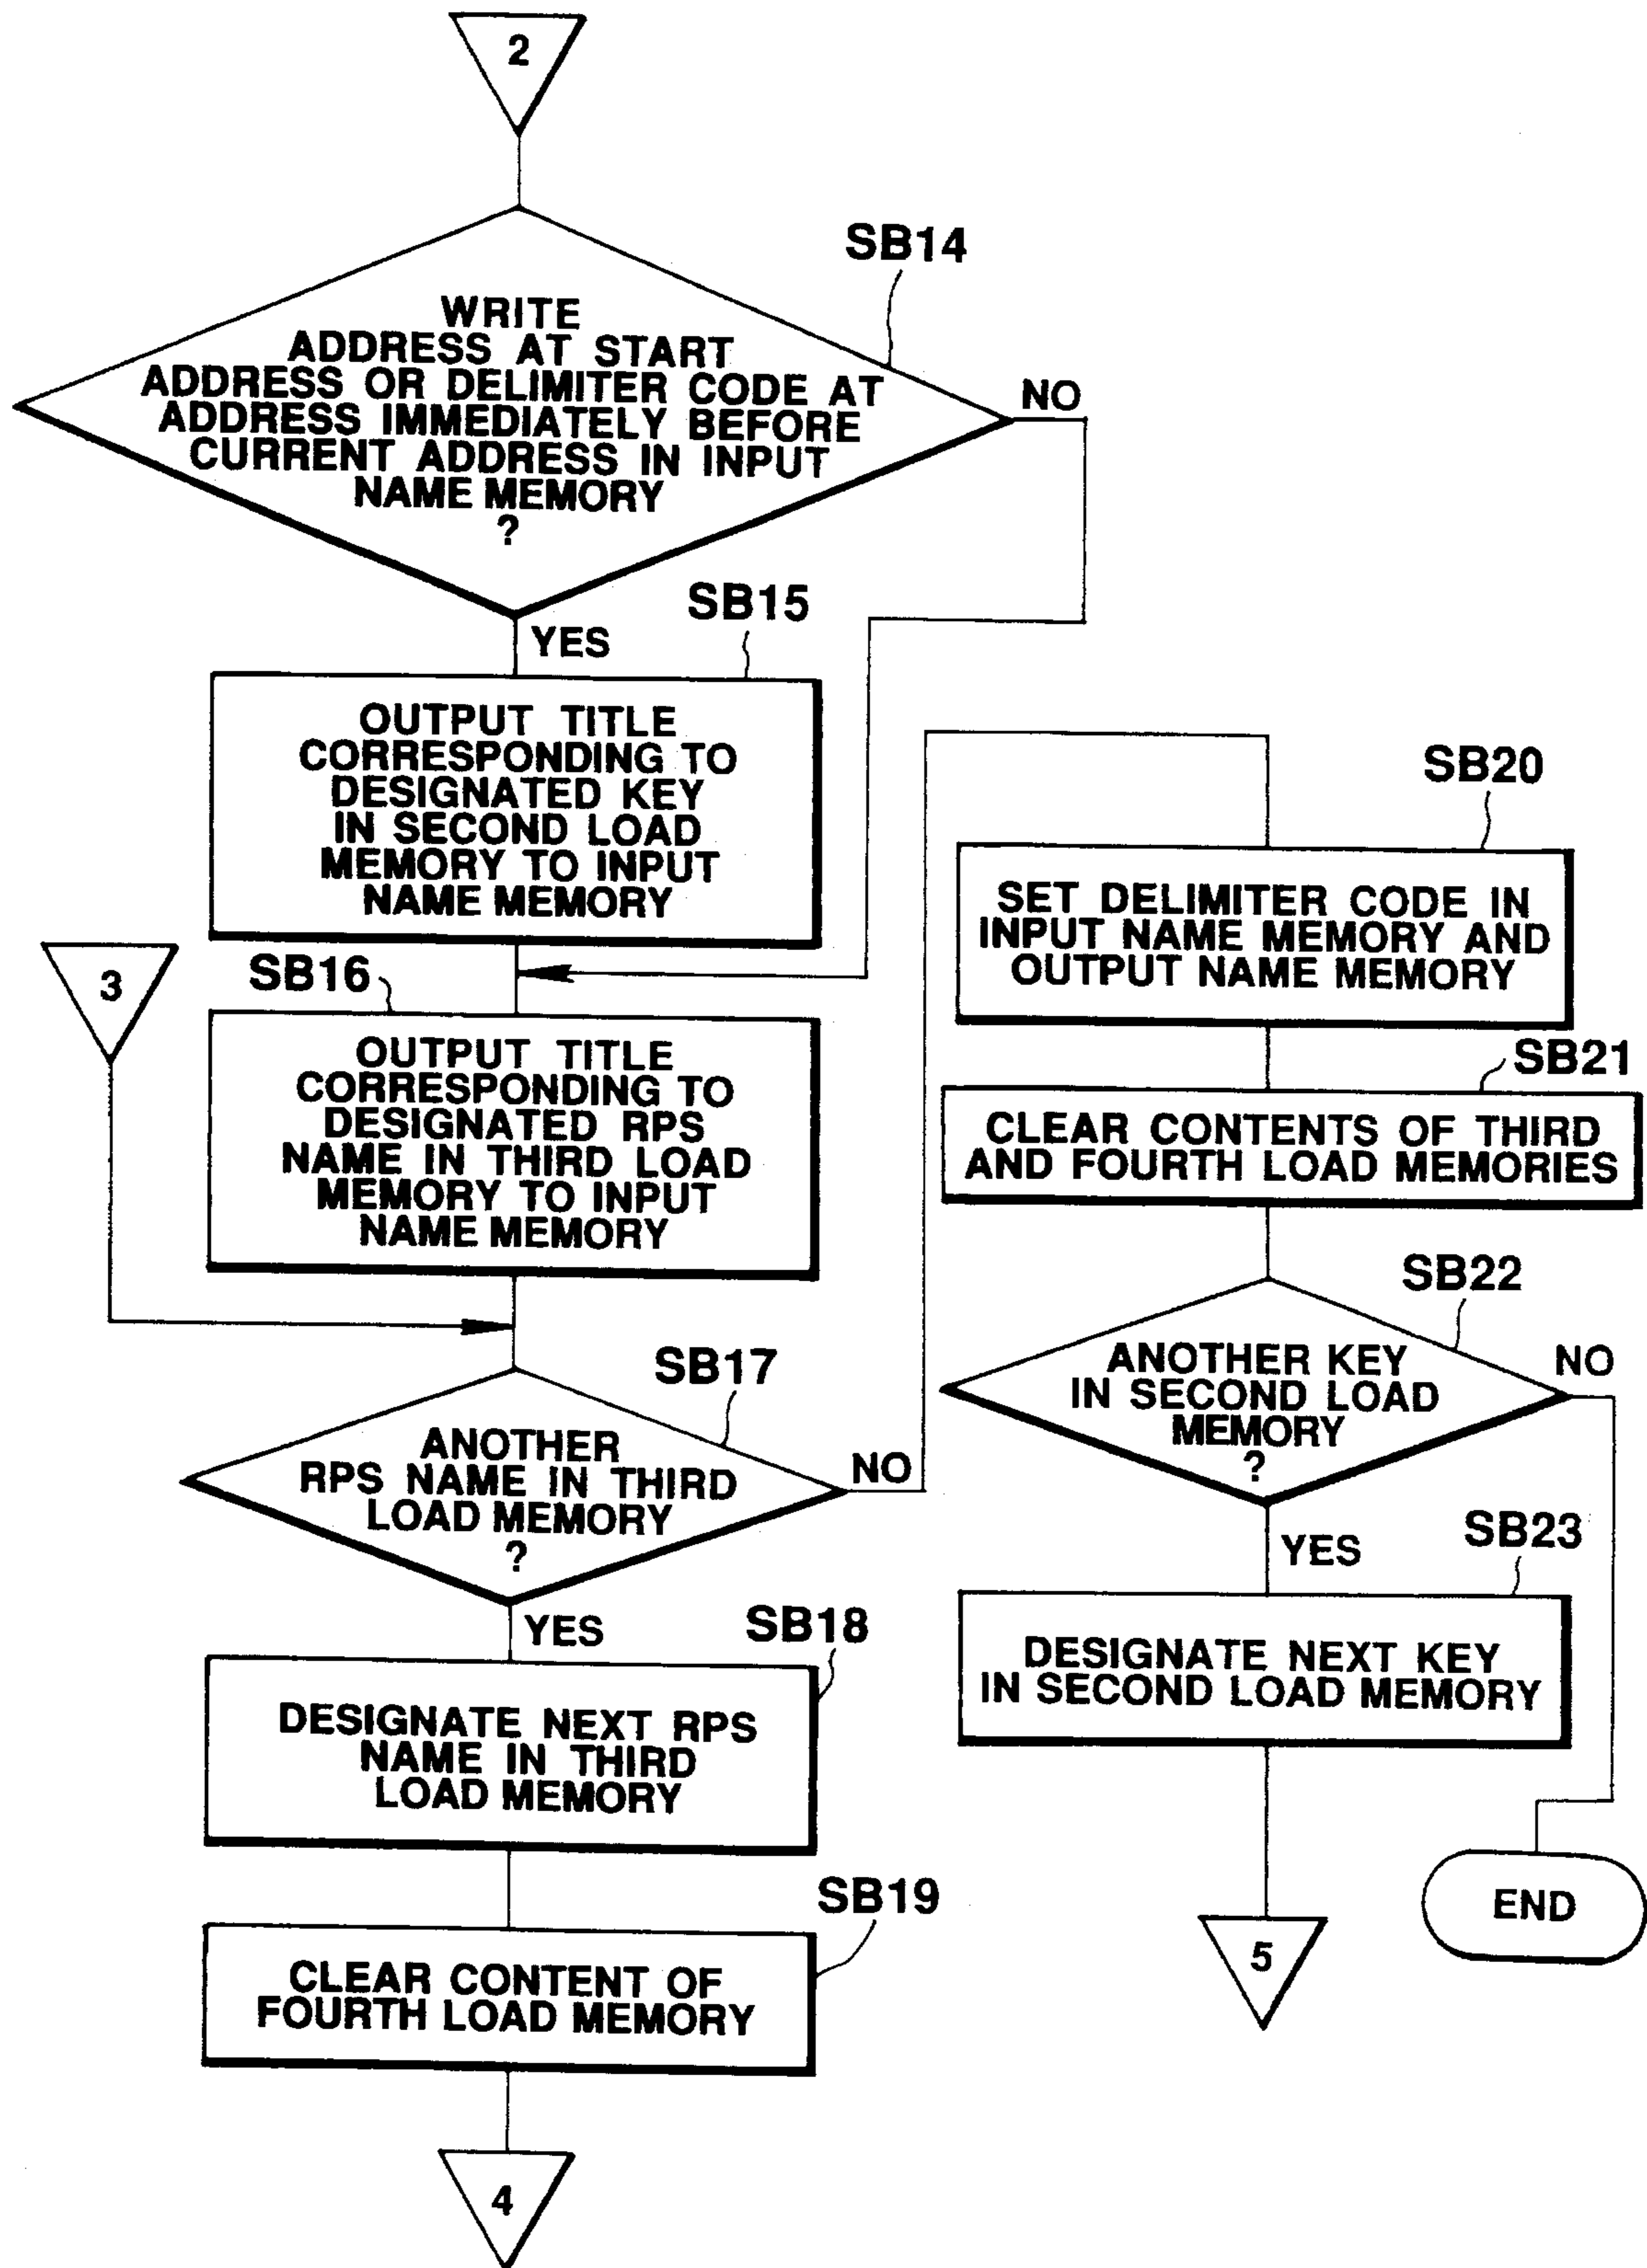 2
SB14
WRITE
ADDRESS AT START
ADDRESS OR DELIMITER CODE AT
ADDRESS IMMEDIATELY BEFORE
CURRENT ADDRESS IN INPUT
NAME MEMORY
?
NO
YES
SB15
OUTPUT TITLE
CORRESPONDING TO
DESIGNATED KEY
IN SECOND LOAD
MEMORY TO INPUT
NAME MEMORY
3
SB16
OUTPUT TITLE
CORRESPONDING TO
DESIGNATED RPS
NAME IN THIRD LOAD
MEMORY TO INPUT
NAME MEMORY
SB17
ANOTHER
RPS NAME IN THIRD
LOAD MEMORY
?
NO
YES
SB18
DESIGNATE NEXT RPS
NAME IN THIRD
LOAD MEMORY
SB19
CLEAR CONTENT OF
FOURTH LOAD MEMORY
4
SB20
SET DELIMITER CODE IN
INPUT NAME MEMORY AND
OUTPUT NAME MEMORY
SB21
CLEAR CONTENTS OF THIRD
AND FOURTH LOAD MEMORIES
SB22
ANOTHER KEY
IN SECOND LOAD
MEMORY
?
NO
YES
SB23
DESIGNATE NEXT KEY
IN SECOND LOAD MEMORY
5
END